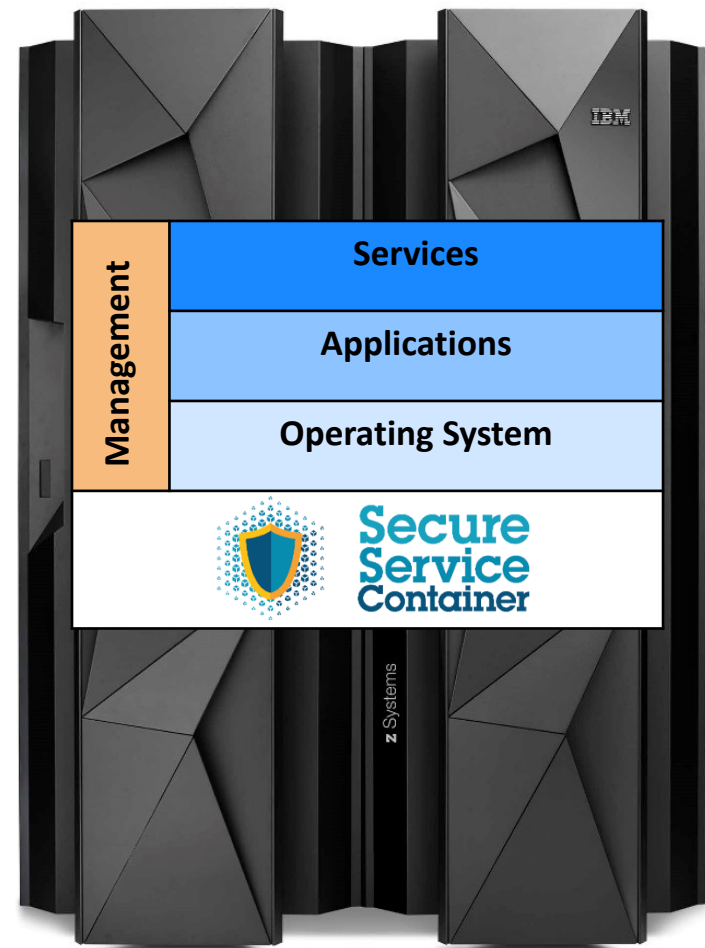 IBM
Management
Services
Applications
Operating System
Secure
Service
Container
z Systems